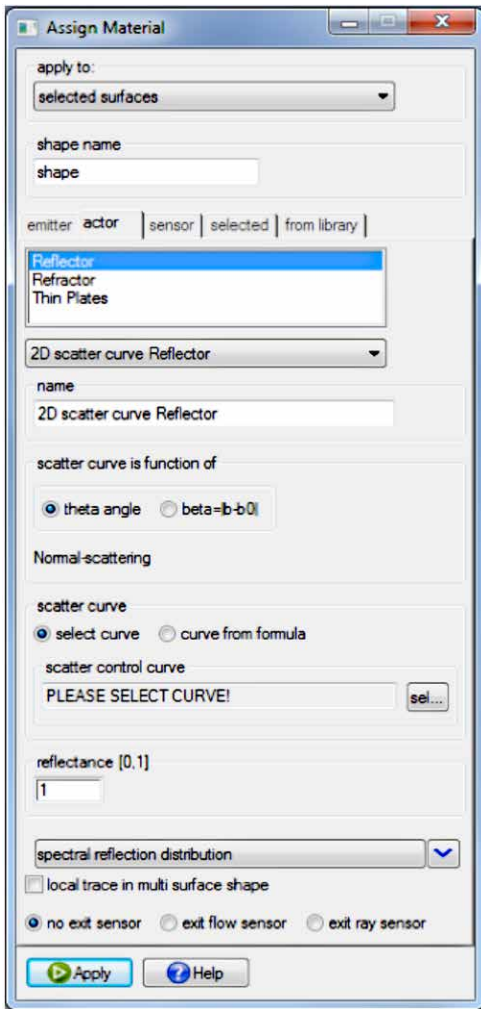 Assign Material
apply to:
selected surfaces
shape name
shape
emitter actor sensor selected from library
Reflector
Refractor
Thin Plates
2D scatter curve Reflector
name
2D scatter curve Reflector
scatter curve is function of
theta angle beta=|b-b0|
Normal-scattering
scatter curve
select curve curve from formula
scatter control curve
PLEASE SELECT CURVE! sel...
reflectance [0,1]
1
spectral reflection distribution
local trace in multi surface shape
no exit sensor exit flow sensor exit ray sensor
Apply Help